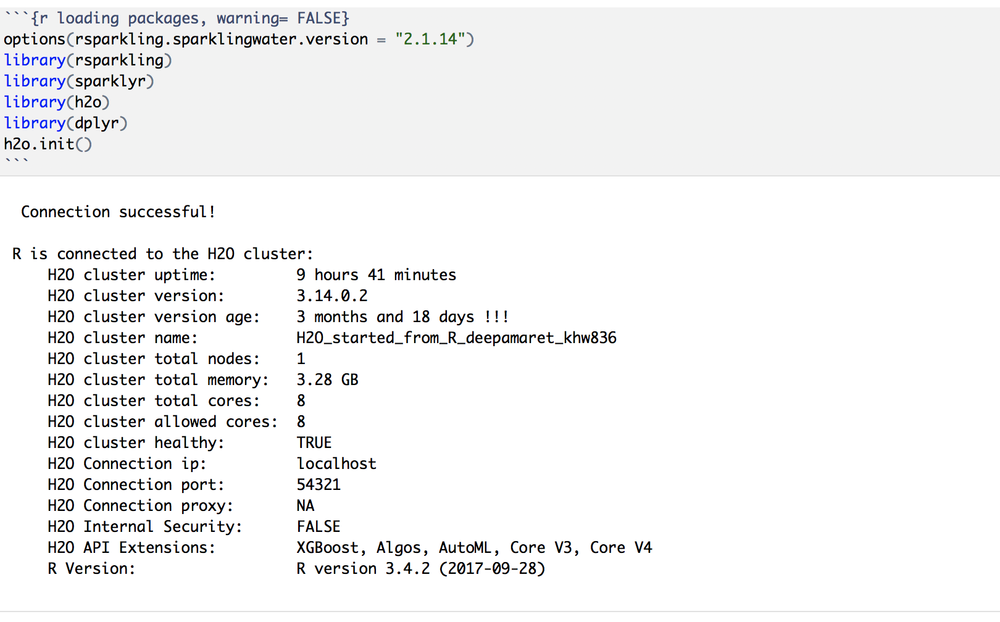 ```{r loading packages, warning= FALSE}
options(rsparkling.sparklingwater.version = "2.1.14")
library(rsparkling)
library(sparklyr)
library(h2o)
library(dplyr)
h2o.init()
```
Connection successful!
R is connected to the H2O cluster:
H2O cluster uptime: 9 hours 41 minutes
H2O cluster version: 3.14.0.2
H2O cluster version age: 3 months and 18 days !!!
H2O cluster name: H2O_started_from_R_deepamaret_khw836
H2O cluster total nodes: 1
H2O cluster total memory: 3.28 GB
H2O cluster total cores: 8
H2O cluster allowed cores: 8
H2O cluster healthy: TRUE
H2O Connection ip: localhost
H2O Connection port: 54321
H2O Connection proxy: NA
H2O Internal Security: FALSE
H2O API Extensions: XGBoost, Algos, AutoML, Core V3, Core V4
R Version: R version 3.4.2 (2017-09-28)